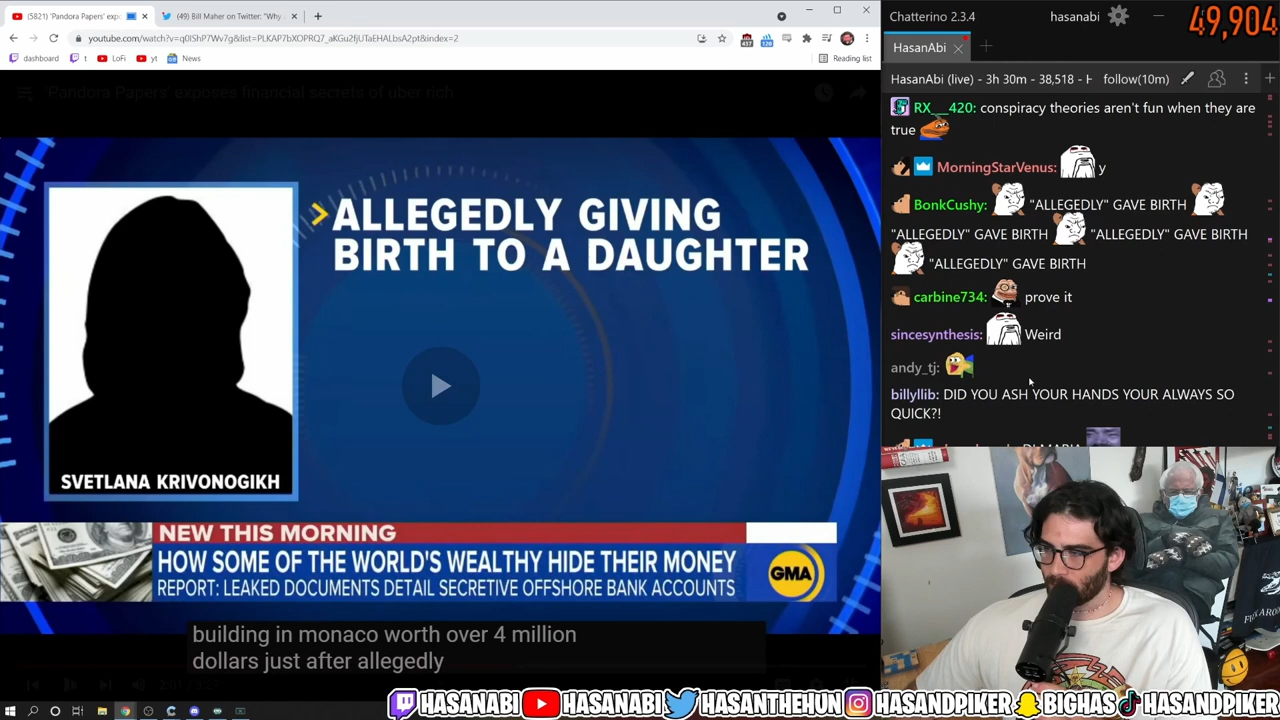 (5821) 'Pandora Papers' expo
(49) Bill Maher on Twitter: "Why
youtube.com/watch?v=q0lShP7Wv7g&list=PLKAP7bXOPRQ7_aKGu2fjUTaEHALbsA2pt&index=2
437
120
dashboard
t
LoFi
yt
News
Reading list
'Pandora Papers' exposes financial secrets of uber rich
ALLEGEDLY GIVING
BIRTH TO A DAUGHTER
SVETLANA KRIVONOGIKH
NEW THIS MORNING
HOW SOME OF THE WORLD'S WEALTHY HIDE THEIR MONEY
REPORT: LEAKED DOCUMENTS DETAIL SECRETIVE OFFSHORE BANK ACCOUNTS
GMA
building in monaco worth over 4 million
dollars just after allegedly
Chatterino 2.3.4
hasanabi
49,904
HasanAbi
HasanAbi (live) - 3h 30m - 38,518 - H
follow(10m)
RX__420: conspiracy theories aren't fun when they are
true
MorningStarVenus: y
BonkCushy: "ALLEGEDLY" GAVE BIRTH
"ALLEGEDLY" GAVE BIRTH "ALLEGEDLY" GAVE BIRTH
"ALLEGEDLY" GAVE BIRTH
carbine734: prove it
sincesynthesis: Weird
andy_tj:
billyllib: DID YOU ASH YOUR HANDS YOUR ALWAYS SO
QUICK?!
HASANABI HASANABI HASANTHEHUN HASANDPIKER BIGHAS HASANDPIKER